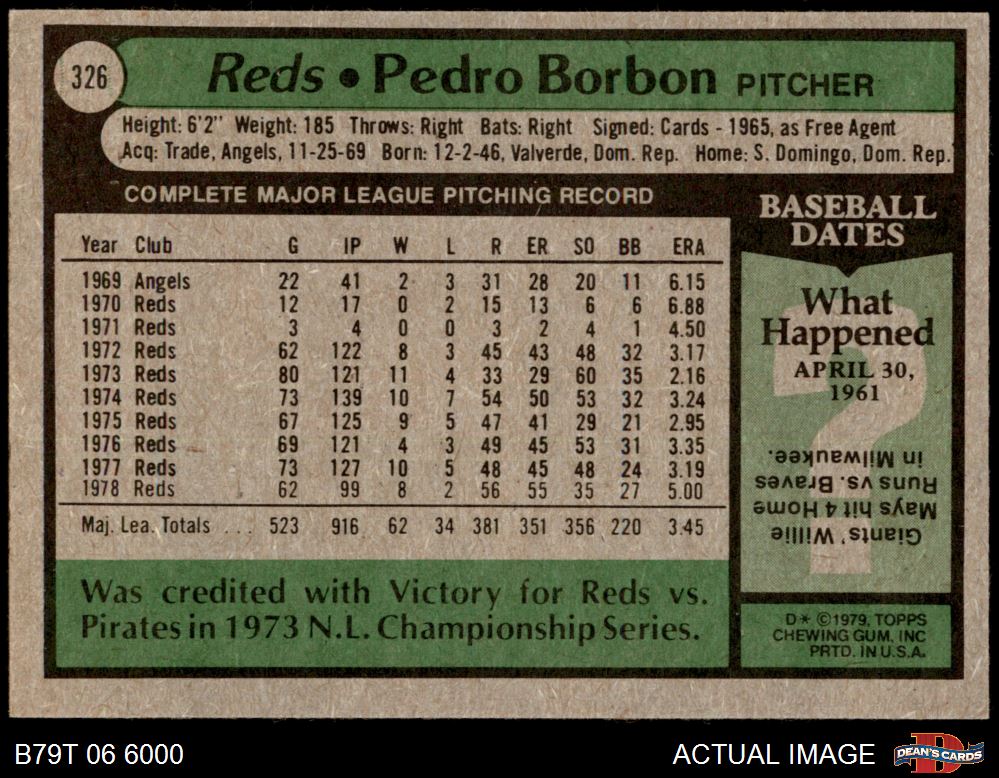 326
Reds • Pedro Borbon PITCHER
Height: 6'2" Weight: 185 Throws: Right Bats: Right Signed: Cards - 1965, as Free Agent
Acq: Trade, Angels, 11-25-69 Born: 12-2-46, Valverde, Dom. Rep. Home: S. Domingo, Dom. Rep.
COMPLETE MAJOR LEAGUE PITCHING RECORD
Year Club G IP W L R ER SO BB ERA
1969 Angels 22 41 2 3 31 28 20 11 6.15
1970 Reds 12 17 0 2 15 13 6 6 6.88
1971 Reds 3 4 0 0 3 2 4 1 4.50
1972 Reds 62 122 8 3 45 43 48 32 3.17
1973 Reds 80 121 11 4 33 29 60 35 2.16
1974 Reds 73 139 10 7 54 50 53 32 3.24
1975 Reds 67 125 9 5 47 41 29 21 2.95
1976 Reds 69 121 4 3 49 45 53 31 3.35
1977 Reds 73 127 10 5 48 45 48 24 3.19
1978 Reds 62 99 8 2 56 55 35 27 5.00
Maj. Lea. Totals ... 523 916 62 34 381 351 356 220 3.45
Was credited with Victory for Reds vs.
Pirates in 1973 N.L. Championship Series.
BASEBALL
DATES
What
Happened
APRIL 30,
1961
?
Giants' Willie
Mays hit 4 Home
Runs vs. Braves
in Milwaukee.
D* ©1979, TOPPS
CHEWING GUM, INC
PRTD. IN U.S.A.
B79T 06 6000
ACTUAL IMAGE
DEAN'S CARDS